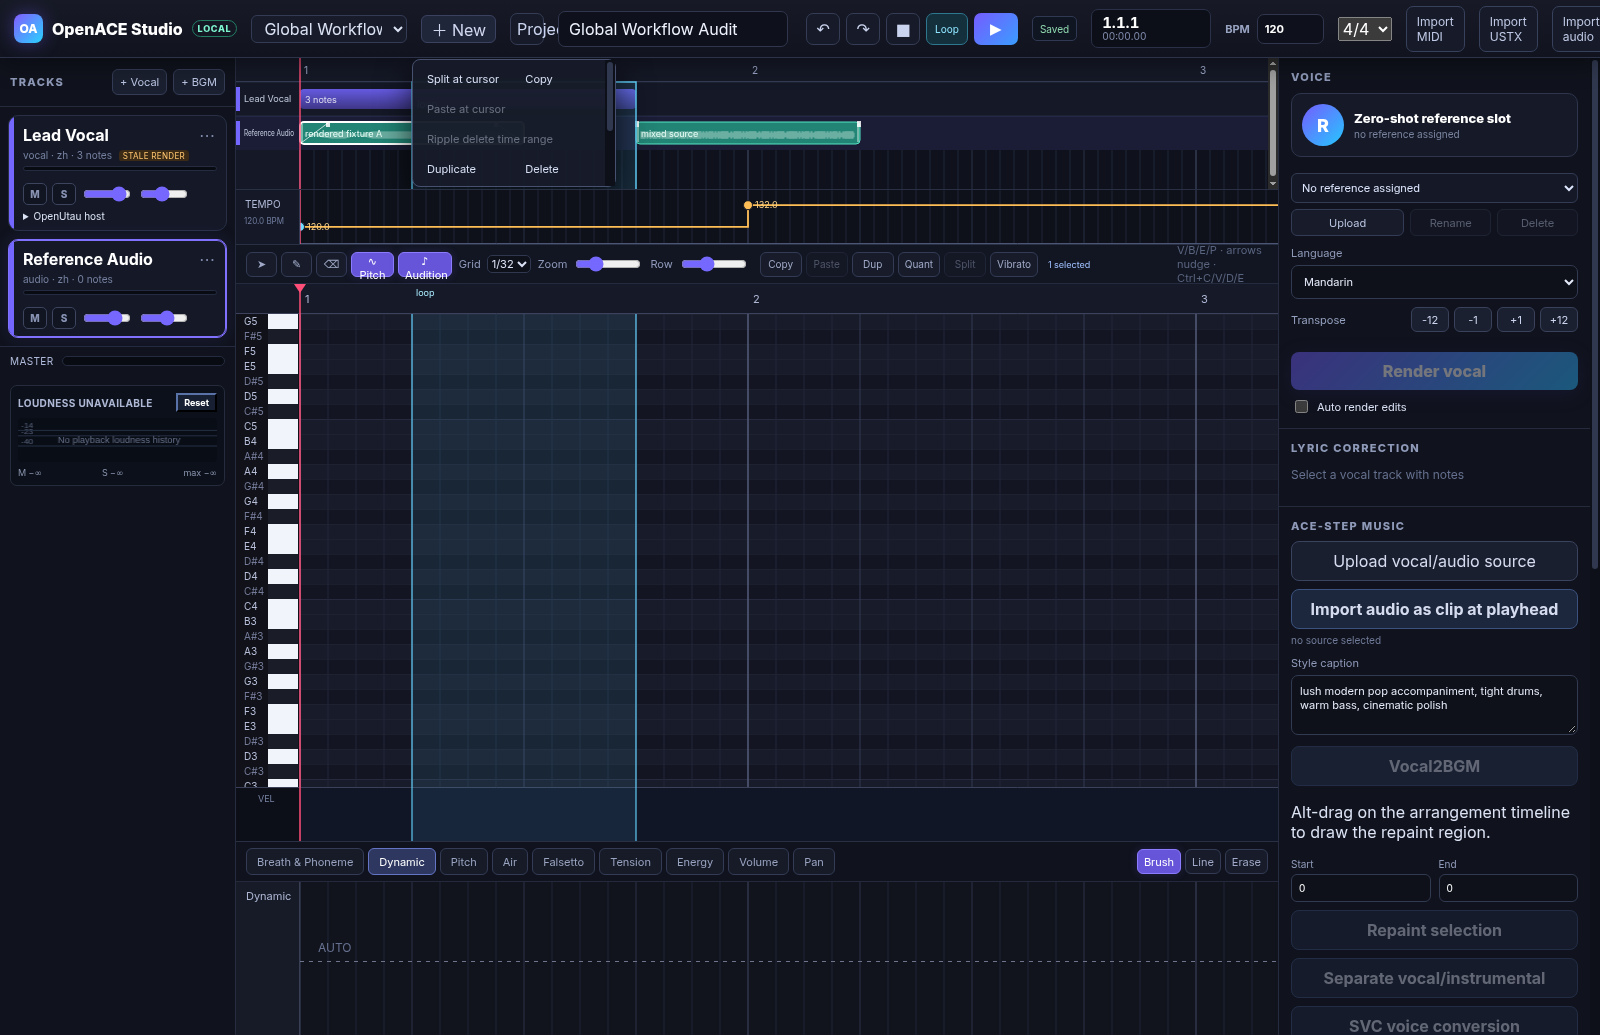 OA OpenACE Studio LOCAL Global Workflow + New Projec Global Workflow Audit ↶ ↷ ■ Loop ▶ Saved 1.1.1 00:00.00 BPM 120 4/4 Import MIDI Import USTX Import audio
TRACKS + Vocal + BGM
Lead Vocal ...
vocal · zh · 3 notes STALE RENDER
M S
▶ OpenUtau host
Reference Audio ...
audio · zh · 0 notes
M S
MASTER
LOUDNESS UNAVAILABLE Reset
-14
-23
-40
No playback loudness history
M −∞ S −∞ max −∞
1 2 3
Lead Vocal 3 notes
Reference Audio rendered fixture A mixed source
Split at cursor Copy
Paste at cursor
Ripple delete time range
Duplicate Delete
TEMPO
120.0 BPM
120.0
132.0
Pitch Audition Grid 1/32 Zoom Row Copy Paste Dup Quant Split Vibrato 1 selected
V/B/E/P · arrows
nudge ·
Ctrl+C/V/D/E
1 loop 2 3
G5
F#5
F5
E5
D#5
D5
C#5
C5
B4
A#4
A4
G#4
G4
F#4
F4
E4
D#4
D4
C#4
C4
B3
A#3
A3
G#3
G3
F#3
F3
E3
D#3
D3
C#3
C3
VEL
Breath & Phoneme Dynamic Pitch Air Falsetto Tension Energy Volume Pan Brush Line Erase
Dynamic
AUTO
VOICE
R Zero-shot reference slot
no reference assigned
No reference assigned
Upload Rename Delete
Language
Mandarin
Transpose -12 -1 +1 +12
Render vocal
Auto render edits
LYRIC CORRECTION
Select a vocal track with notes
ACE-STEP MUSIC
Upload vocal/audio source
Import audio as clip at playhead
no source selected
Style caption
lush modern pop accompaniment, tight drums,
warm bass, cinematic polish
Vocal2BGM
Alt-drag on the arrangement timeline
to draw the repaint region.
Start End
0 0
Repaint selection
Separate vocal/instrumental
SVC voice conversion